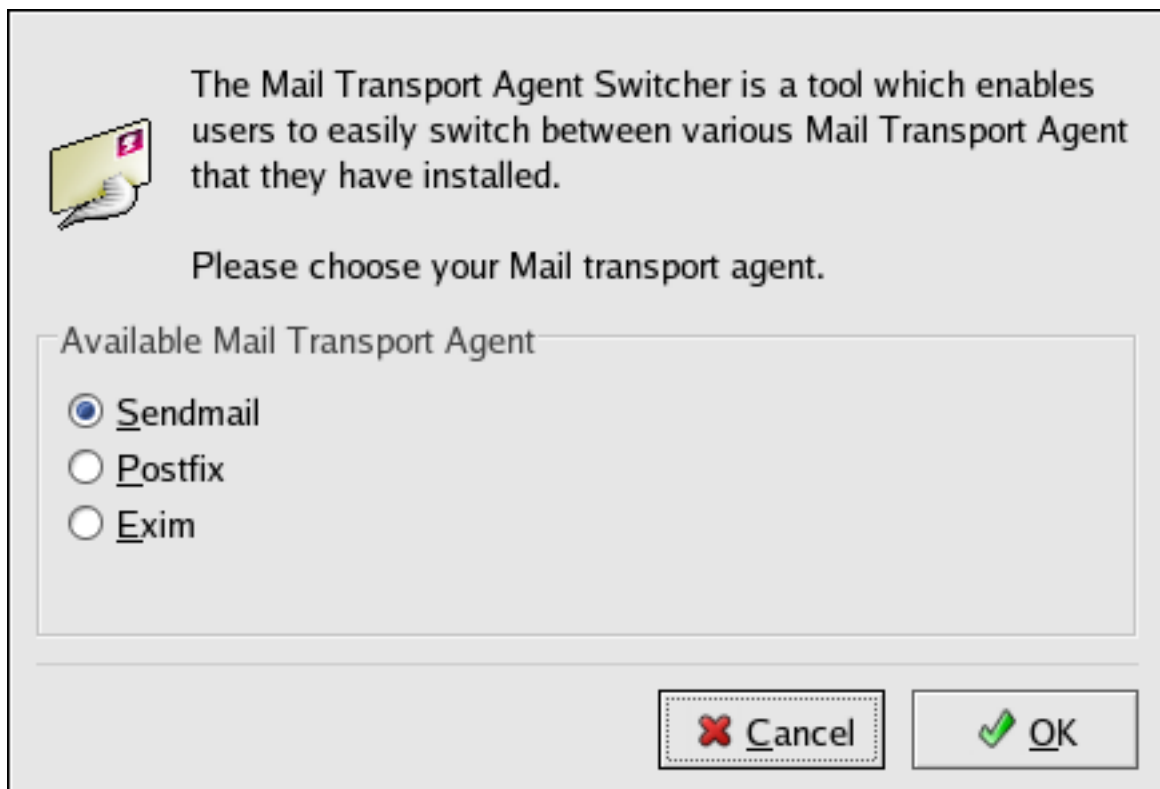 The Mail Transport Agent Switcher is a tool which enables
users to easily switch between various Mail Transport Agent
that they have installed.
Please choose your Mail transport agent.
Available Mail Transport Agent
Sendmail
Postfix
Exim
Cancel
OK